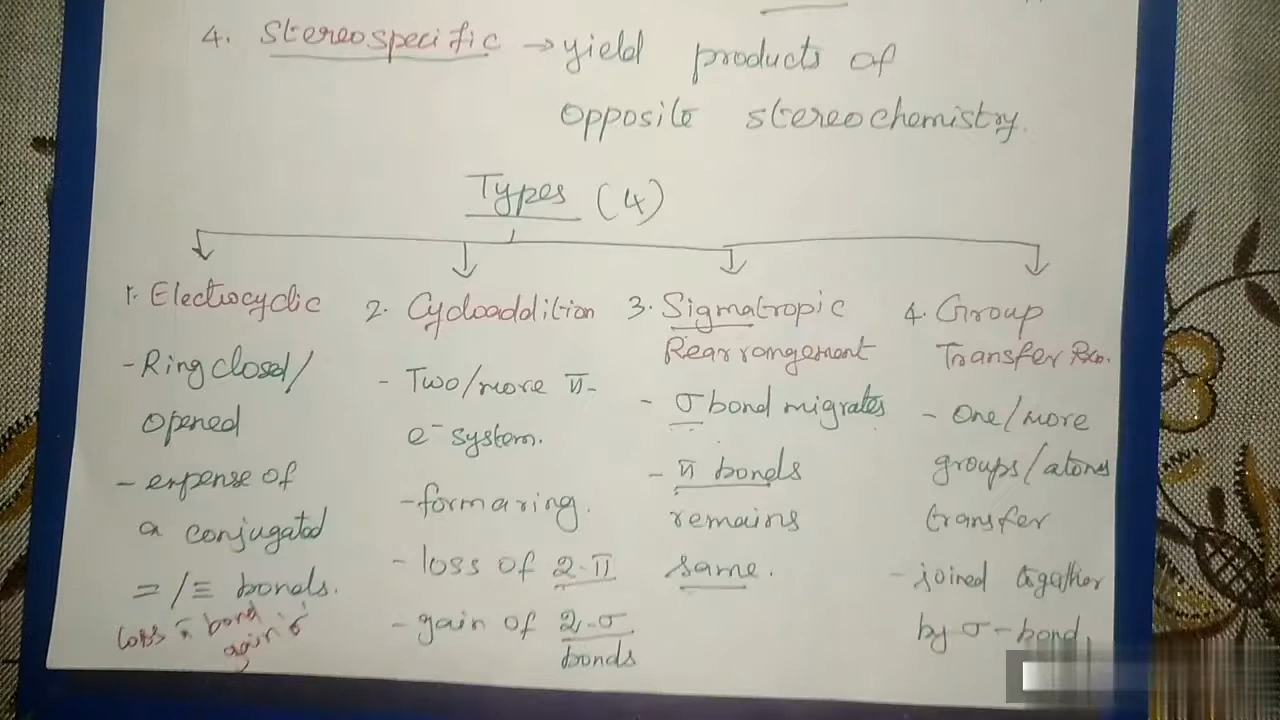 4. Stereospecific → yield products of
opposite stereochemistry.
Types (4)
1. Electrocyclic
- Ring closed/
opened
- expense of
a conjugated
= / ≡ bonds.
loss π bond
gain σ
2. Cycloaddition
- Two/more π-
e⁻ system.
- form a ring.
- loss of 2-π
- gain of 2-σ
bonds
3. Sigmatropic
Rearrangement
- σ bond migrates
- π bonds
remains
same.
4. Group
Transfer Rxn.
- One/more
groups/atoms
transfer
- joined together
by σ-bond.